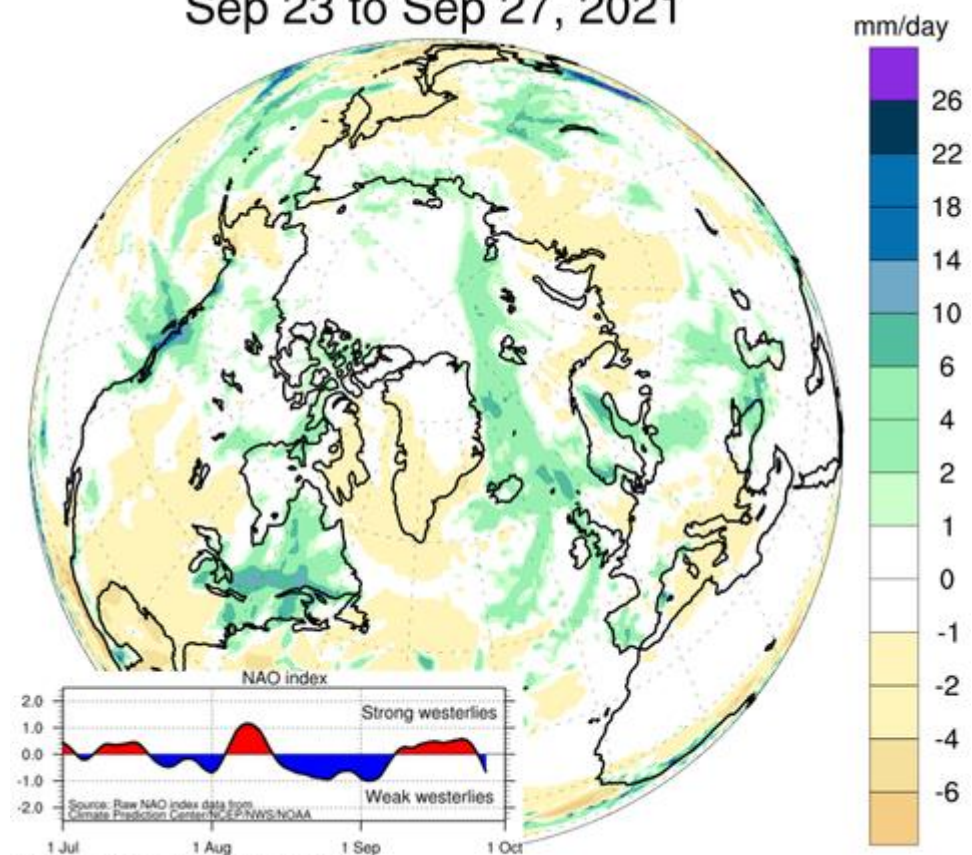 Sep 23 to Sep 27, 2021
mm/day
26
22
18
14
10
6
4
2
1
0
-1
-2
-4
-6
NAO index
2.0
1.0
0.0
-1.0
-2.0
Strong westerlies
Weak westerlies
Source: Raw NAO index data from
Climate Prediction Center/NCEP/NWS/NOAA
1 Jul
1 Aug
1 Sep
1 Oct